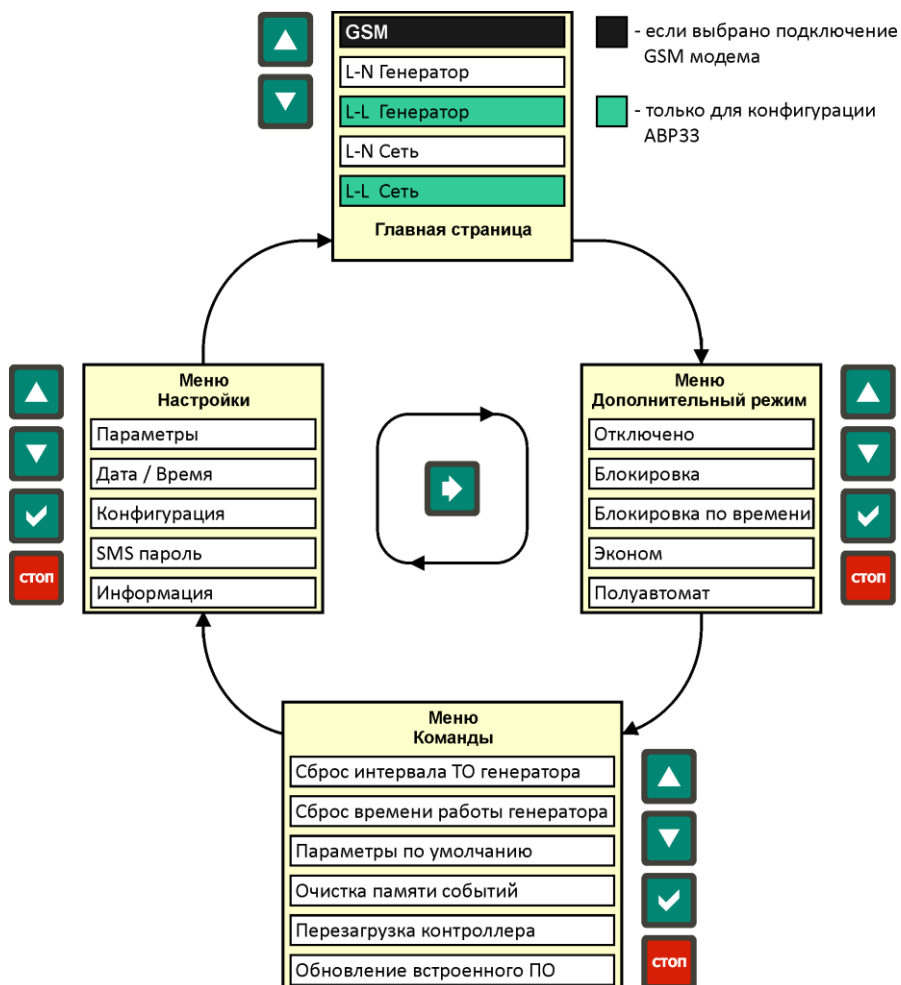 GSM
L-N Генератор
L-L Генератор
L-N Сеть
L-L Сеть
Главная страница
- если выбрано подключение
GSM модема
- только для конфигурации
АВР33
Меню
Настройки
Параметры
Дата / Время
Конфигурация
SMS пароль
Информация
стоп
Меню
Дополнительный режим
Отключено
Блокировка
Блокировка по времени
Эконом
Полуавтомат
стоп
Меню
Команды
Сброс интервала ТО генератора
Сброс времени работы генератора
Параметры по умолчанию
Очистка памяти событий
Перезагрузка контроллера
Обновление встроенного ПО
стоп